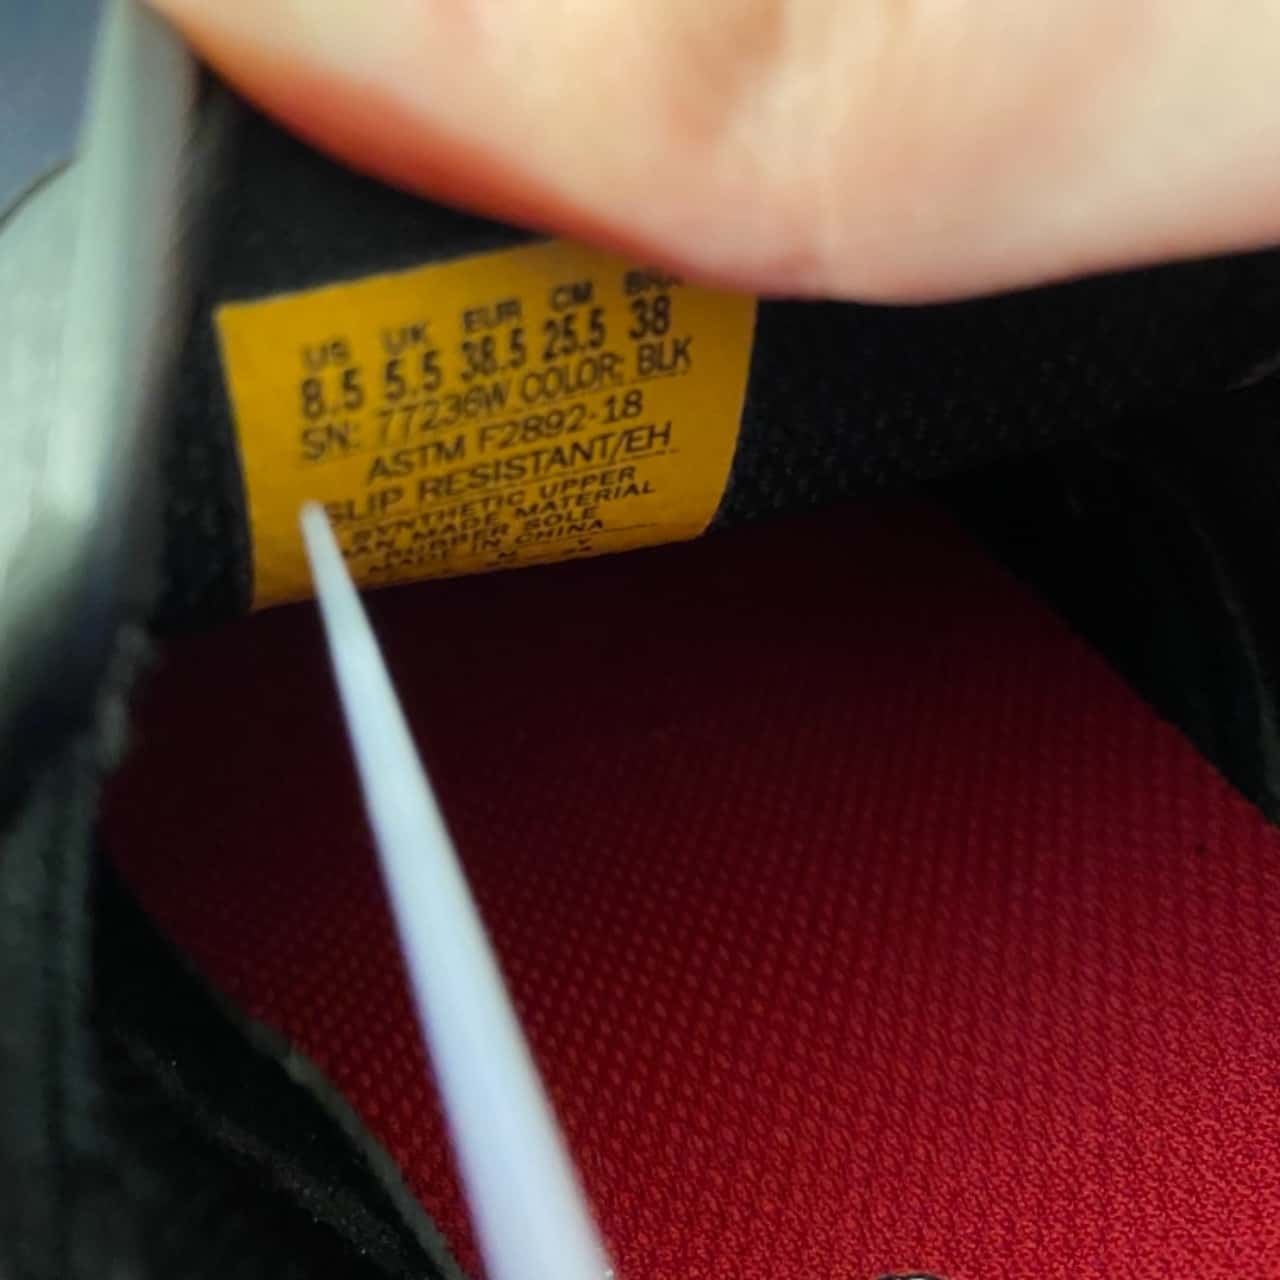 US UK EUR CM
8.5 5.5 38.5 25.5 38
SN: 77236W COLOR: BLK
ASTM F2892-18
SLIP RESISTANT/EH
SYNTHETIC UPPER
MAN MADE MATERIAL
RUBBER SOLE
MADE IN CHINA